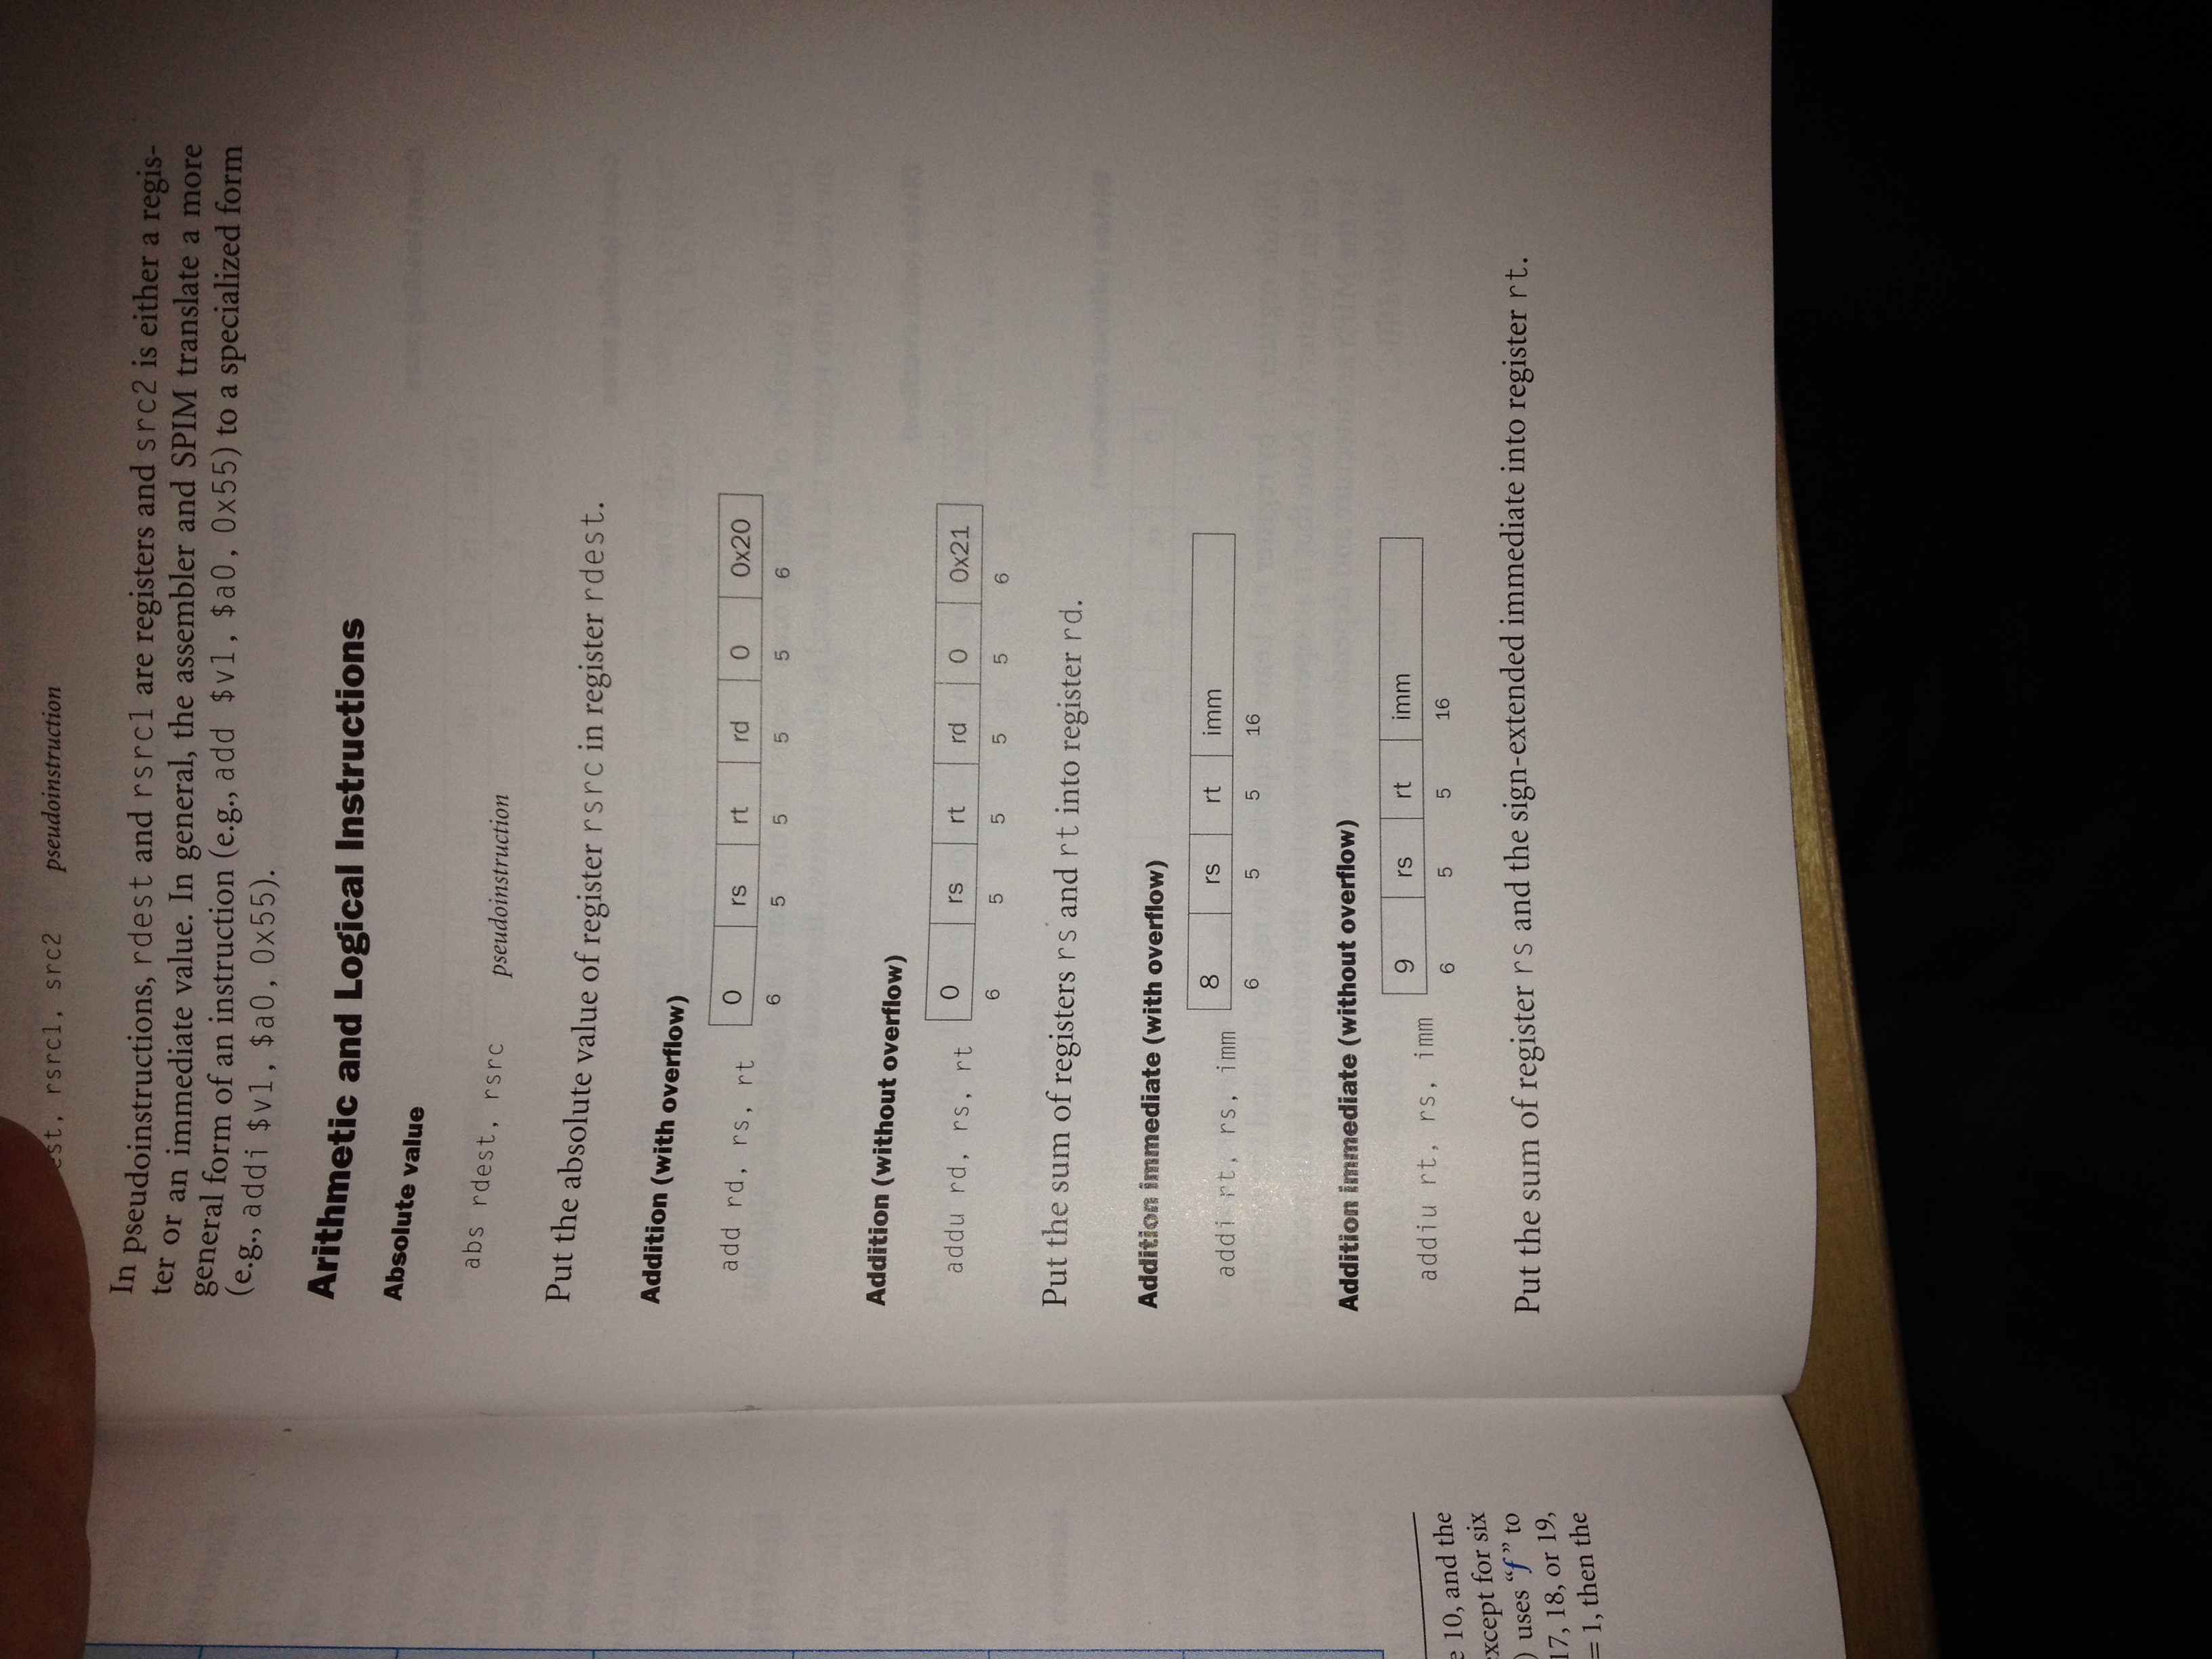 rsrc1, src2 pseudoinstruction
In pseudoinstructions, rdest and rsrc1 are registers and src2 is either a regis-
ter or an immediate value. In general, the assembler and SPIM translate a more
general form of an instruction (e.g., add $v1, $a0, 0x55) to a specialized form
(e.g., addi $v1, $a0, 0x55).
Arithmetic and Logical Instructions
Absolute value
abs rdest, rsrc pseudoinstruction
Put the absolute value of register rsrc in register rdest.
Addition (with overflow)
add rd, rs, rt 0 rs rt rd 0 0x20
6 5 5 5 5 6
Addition (without overflow)
addu rd, rs, rt 0 rs rt rd 0 0x21
6 5 5 5 5 6
Put the sum of registers rs and rt into register rd.
Addition immediate (with overflow)
addi rt, rs, imm 8 rs rt imm
6 5 5 16
Addition immediate (without overflow)
addiu rt, rs, imm 9 rs rt imm
6 5 5 16
Put the sum of register rs and the sign-extended immediate into register rt.
10, and the
except for six
) uses “f” to
17, 18, or 19,
= 1, then the